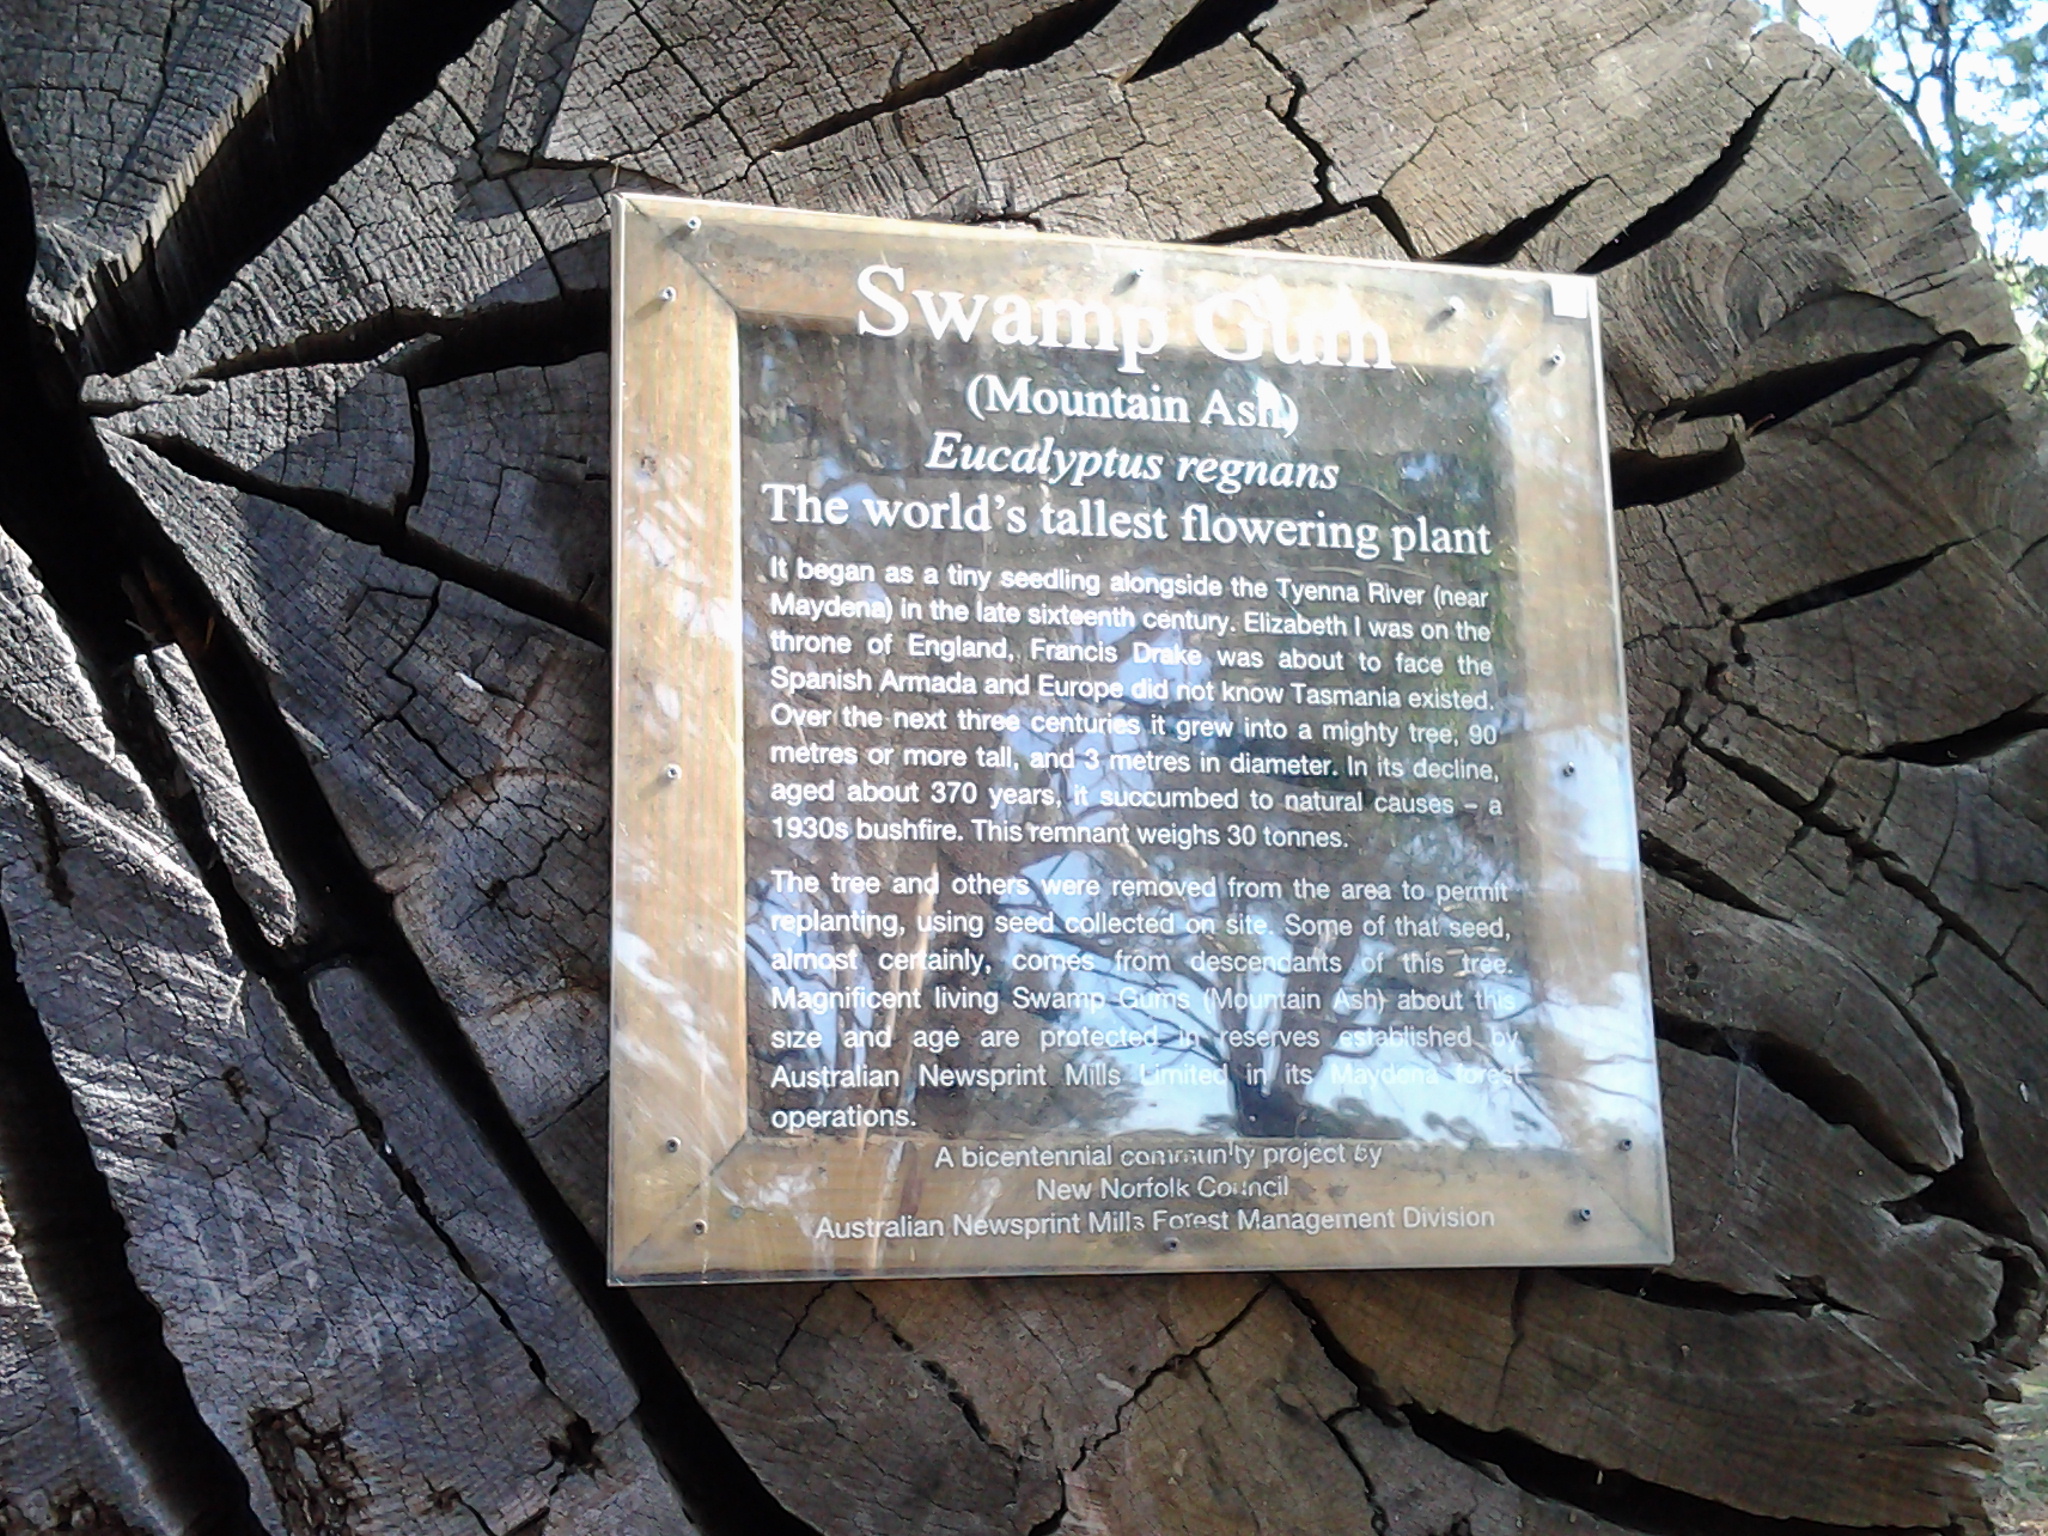 Swamp Gum
(Mountain Ash)
Eucalyptus regnans
The world's tallest flowering plant
It began as a tiny seedling alongside the Tyenna River (near
Maydena) in the late sixteenth century. Elizabeth I was on the
throne of England, Francis Drake was about to face the
Spanish Armada and Europe did not know Tasmania existed.
Over the next three centuries it grew into a mighty tree, 90
metres or more tall, and 3 metres in diameter. In its decline,
aged about 370 years, it succumbed to natural causes – a
1930s bushfire. This remnant weighs 30 tonnes.
The tree and others were removed from the area to permit
replanting, using seed collected on site. Some of that seed,
almost certainly, comes from descendants of this tree.
Magnificent living Swamp Gums (Mountain Ash) about this
size and age are protected in reserves established by
Australian Newsprint Mills Limited in its Maydena forest
operations.
A bicentennial community project by
New Norfolk Council
Australian Newsprint Mills Forest Management Division